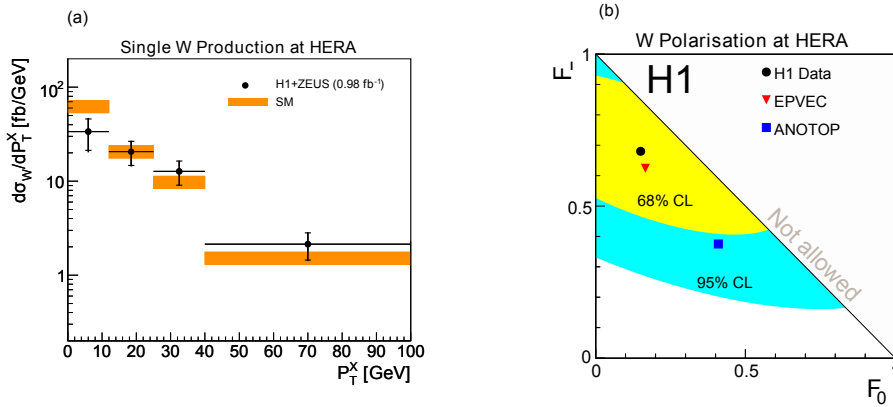 (a)
Single W Production at HERA
dσ_W/dP_T^X [fb/GeV]
10²
10
1
H1+ZEUS (0.98 fb⁻¹)
SM
0 10 20 30 40 50 60 70 80 90 100
P_T^X [GeV]
(b)
W Polarisation at HERA
F_
1
0.5
0
H1
H1 Data
EPVEC
ANOTOP
68% CL
95% CL
Not allowed
0 0.5
F_0